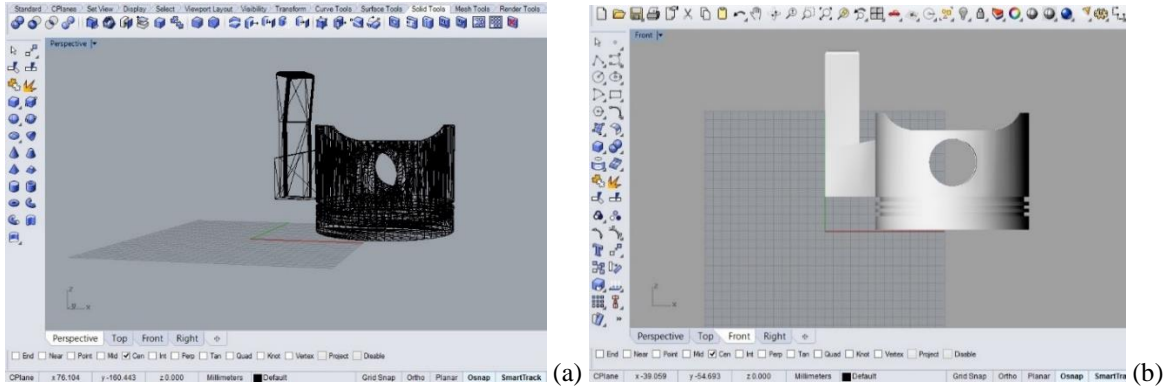 Standard CPlanes Set View Display Select Viewport Layout Visibility Transform Curve Tools Surface Tools Solid Tools Mesh Tools Render Tools
Perspective
z
x
Perspective Top Front Right
End Near Point Mid Cen Int Perp Tan Quad Knot Vertex Project Disable
CPlane x 76.104 y -160.443 z 0.000 Millimeters Default Grid Snap Ortho Planar Osnap SmartTrack
(a)
Front
z
x
Perspective Top Front Right
End Near Point Mid Cen Int Perp Tan Quad Knot Vertex Project Disable
CPlane x -39.059 y -54.693 z 0.000 Millimeters Default Grid Snap Ortho Planar Osnap SmartTra
(b)